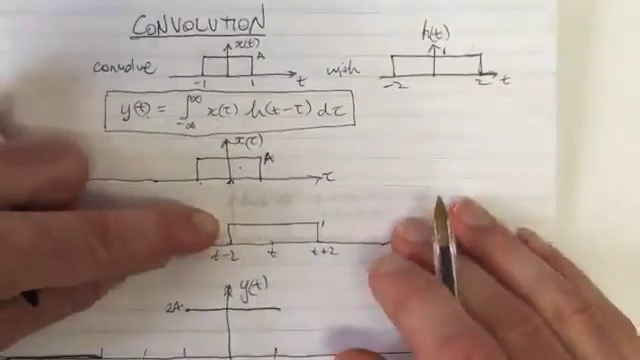 CONVOLUTION
convolve x(t) A -1 1 t with h(t) 1 -2 2 t
y(t) = ∫_{-∞}^{∞} x(τ) h(t-τ) dτ
x(τ) A τ
1
t-2 t t+2
y(t)
2A